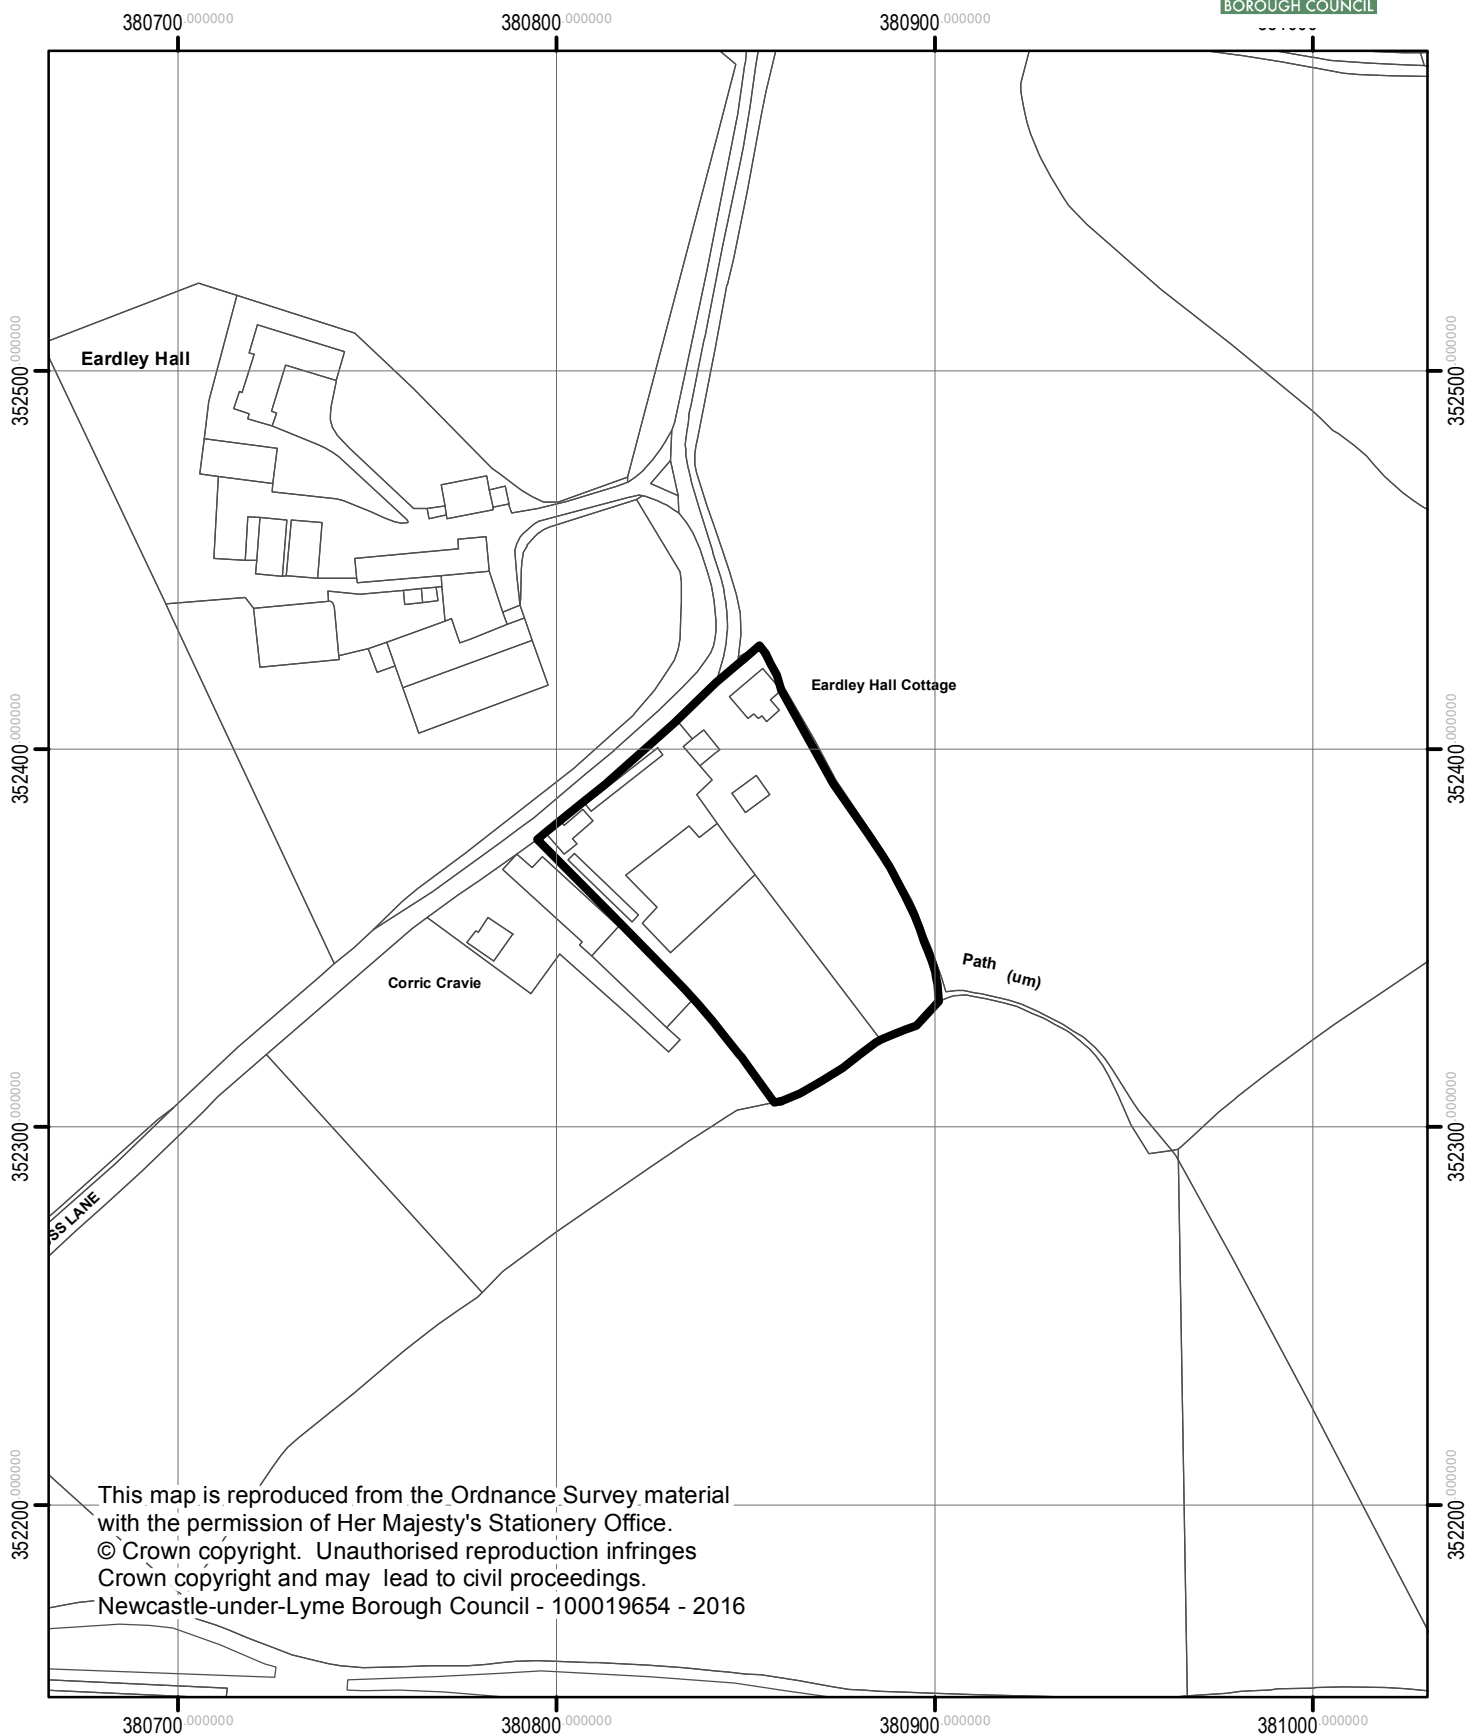 BOROUGH COUNCIL
380700.000000 380800.000000 380900.000000
352500.000000 352500.000000
Eardley Hall
Eardley Hall Cottage
352400.000000 352400.000000
Path (um)
Corric Cravie
352300.000000 352300.000000
SS LANE
352200.000000 352200.000000
This map is reproduced from the Ordnance Survey material
with the permission of Her Majesty's Stationery Office.
© Crown copyright. Unauthorised reproduction infringes
Crown copyright and may lead to civil proceedings.
Newcastle-under-Lyme Borough Council - 100019654 - 2016
380700.000000 380800.000000 380900.000000 381000.000000